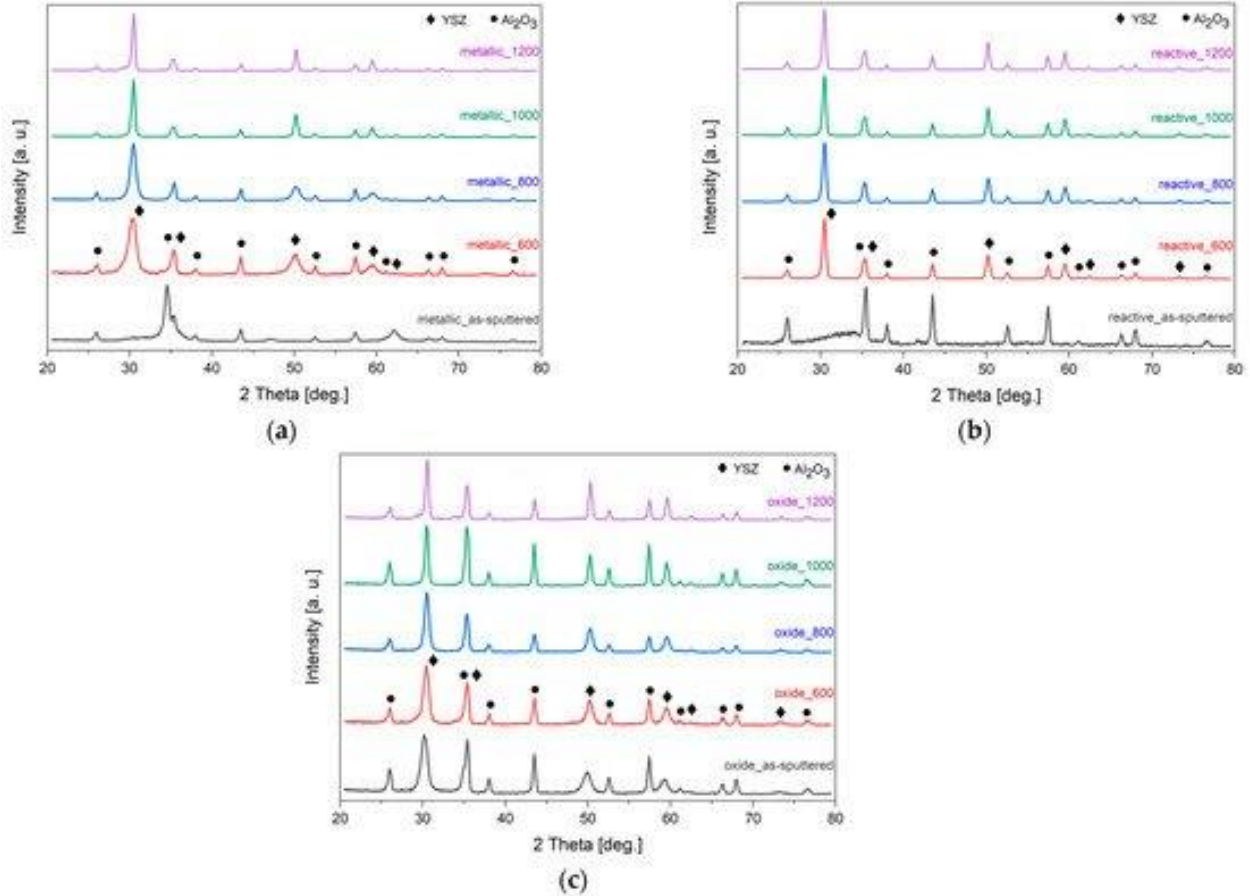 ◆ YSZ ● Al₂O₃
metallic_1200
metallic_1000
metallic_800
metallic_600
metallic_as-sputtered
Intensity [a. u.]
20 30 40 50 60 70 80
2 Theta [deg.]
(a)
◆ YSZ ● Al₂O₃
reactive_1200
reactive_1000
reactive_800
reactive_600
reactive_as-sputtered
Intensity [a. u.]
20 30 40 50 60 70 80
2 Theta [deg.]
(b)
◆ YSZ ● Al₂O₃
oxide_1200
oxide_1000
oxide_800
oxide_600
oxide_as-sputtered
Intensity [a. u.]
20 30 40 50 60 70 80
2 Theta [deg.]
(c)